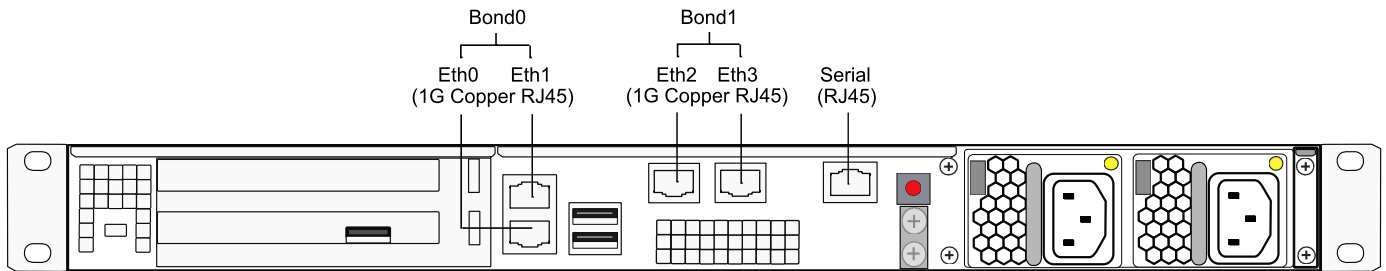 Bond0 Bond1
Eth0 Eth1 Eth2 Eth3 Serial
(1G Copper RJ45) (1G Copper RJ45) (RJ45)